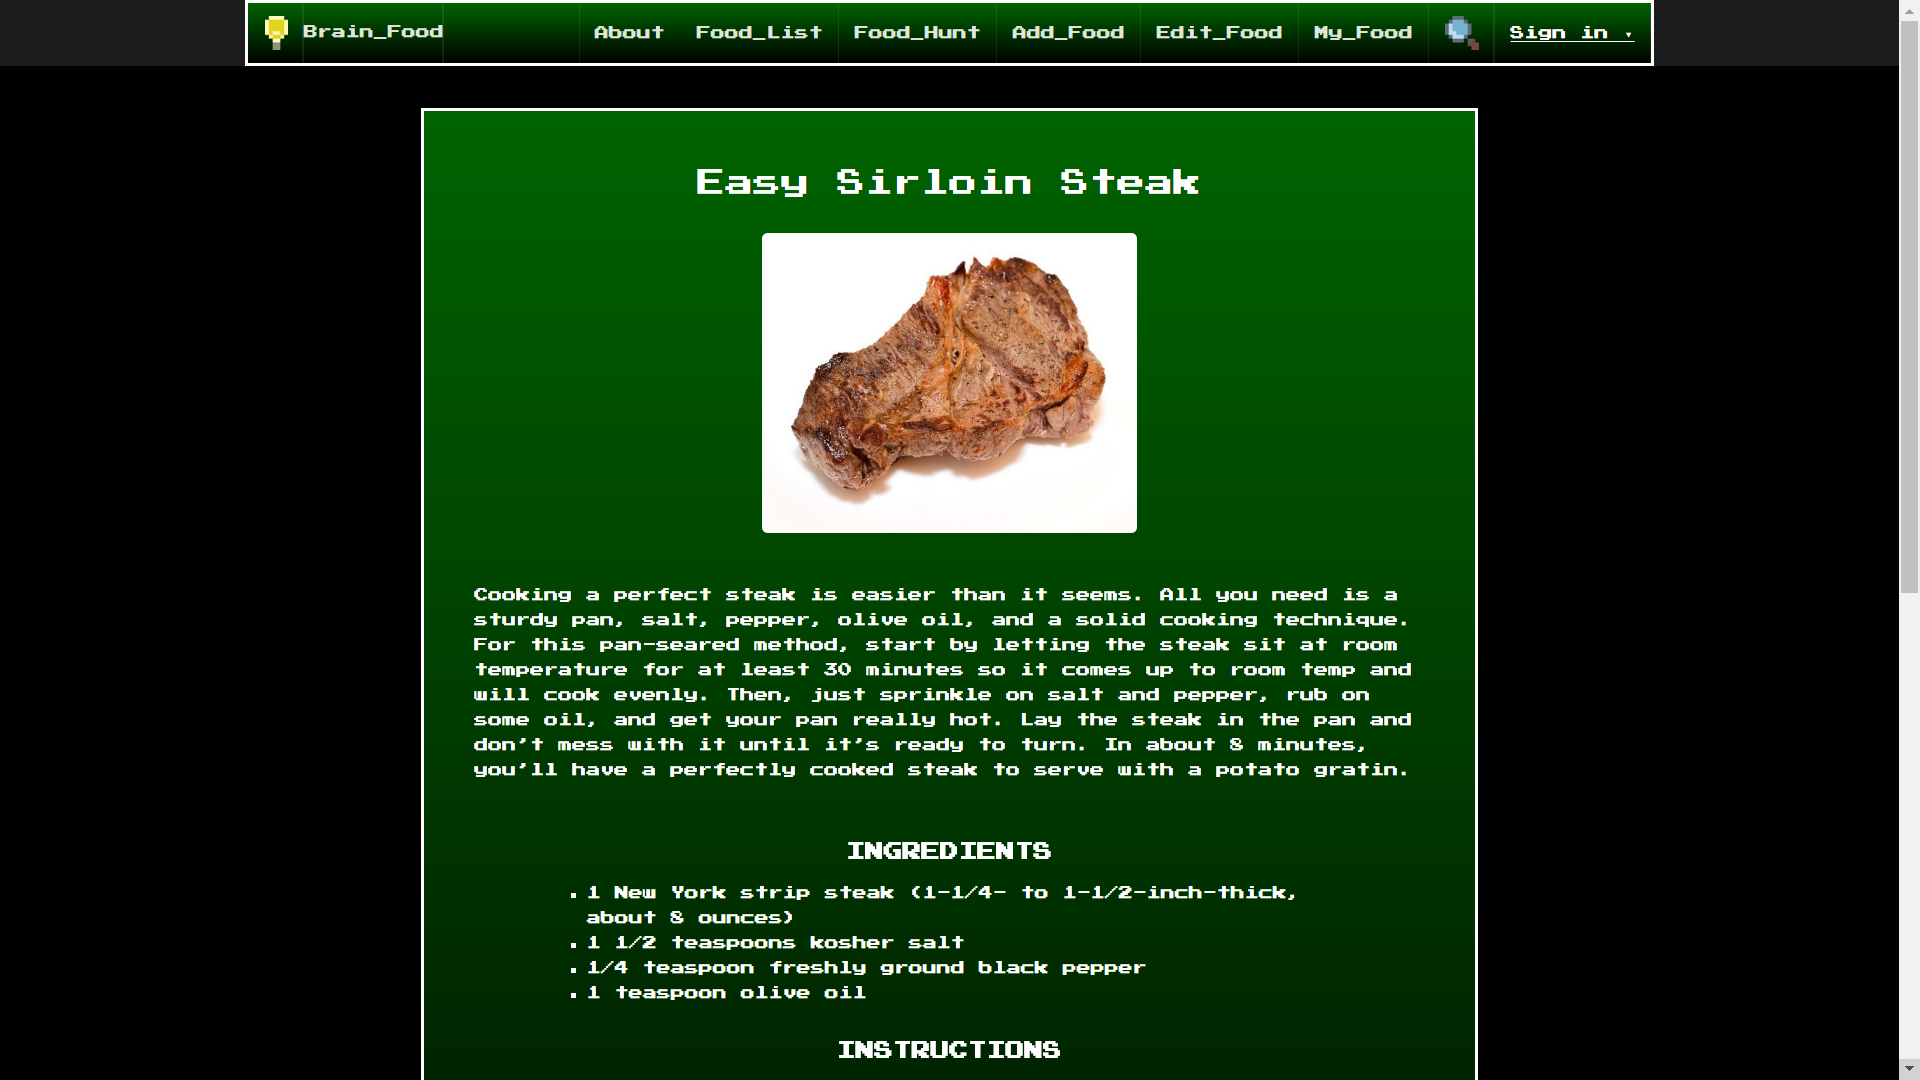 Brain_Food
About
Food_List
Food_Hunt
Add_Food
Edit_Food
My_Food
Sign in ▾
Easy Sirloin Steak
Cooking a perfect steak is easier than it seems. All you need is a
sturdy pan, salt, pepper, olive oil, and a solid cooking technique.
For this pan-seared method, start by letting the steak sit at room
temperature for at least 30 minutes so it comes up to room temp and
will cook evenly. Then, just sprinkle on salt and pepper, rub on
some oil, and get your pan really hot. Lay the steak in the pan and
don't mess with it until it's ready to turn. In about 8 minutes,
you'll have a perfectly cooked steak to serve with a potato gratin.
INGREDIENTS
• 1 New York strip steak (1-1/4- to 1-1/2-inch-thick,
about 8 ounces)
• 1 1/2 teaspoons kosher salt
• 1/4 teaspoon freshly ground black pepper
• 1 teaspoon olive oil
INSTRUCTIONS